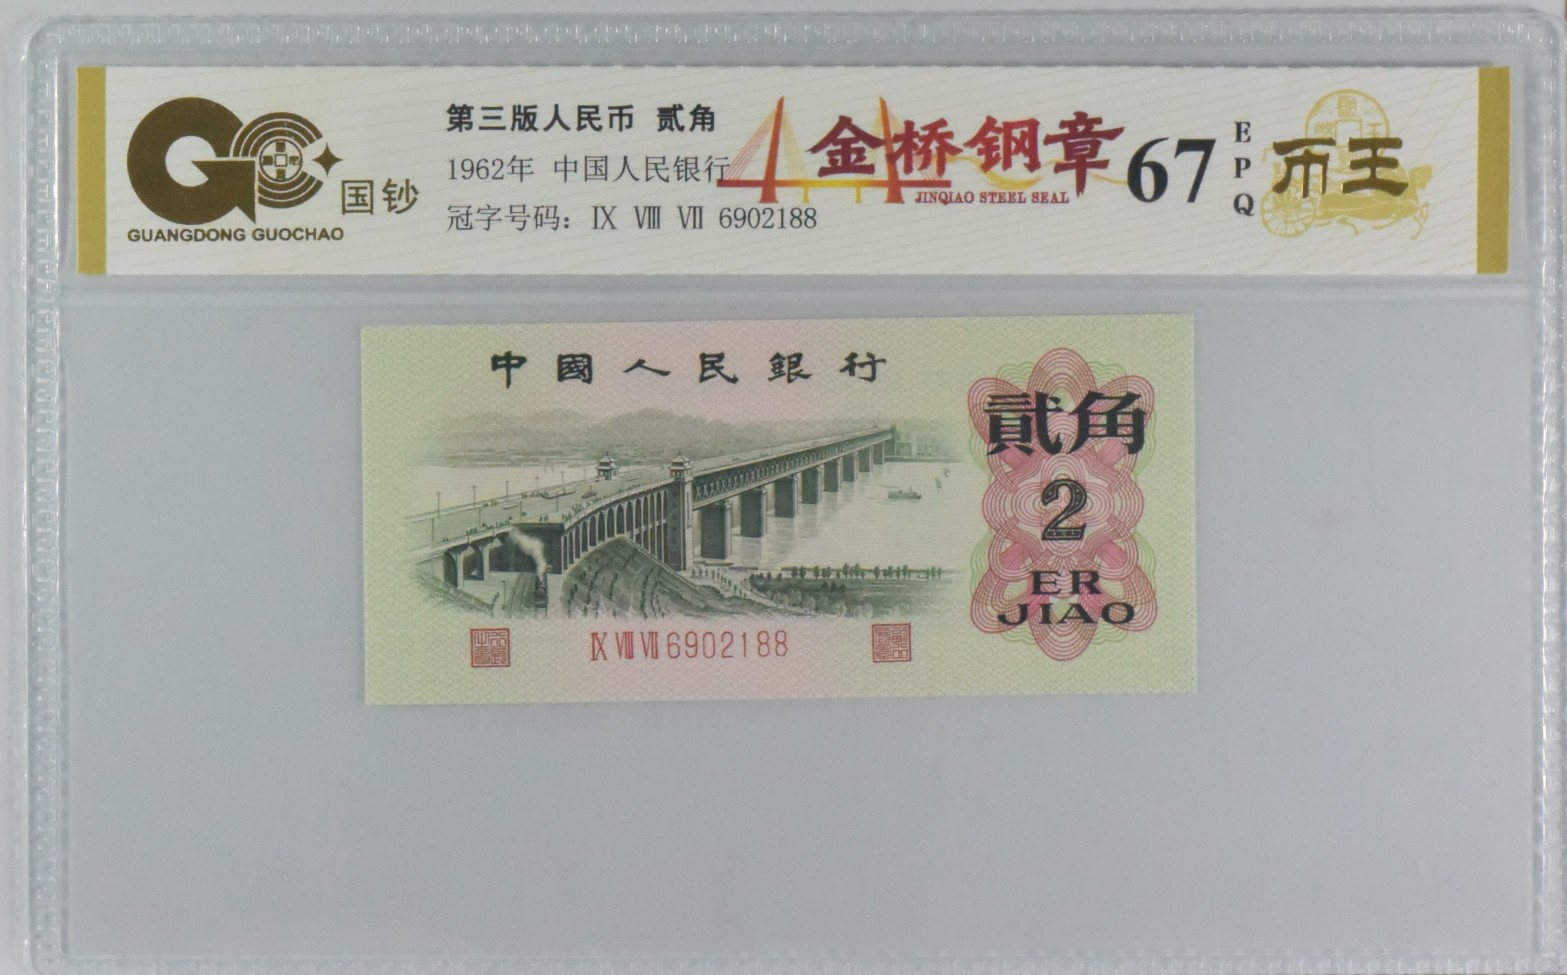 GUANGDONG GUOCHAO
国钞
第三版人民币 贰角
1962年 中国人民银行
冠字号码：Ⅸ Ⅷ Ⅶ 6902188
金桥钢章
JINQIAO STEEL SEAL
67
EPQ
币王
中國人民銀行
貳角
2
ER
JIAO
Ⅸ Ⅷ Ⅶ 6902188